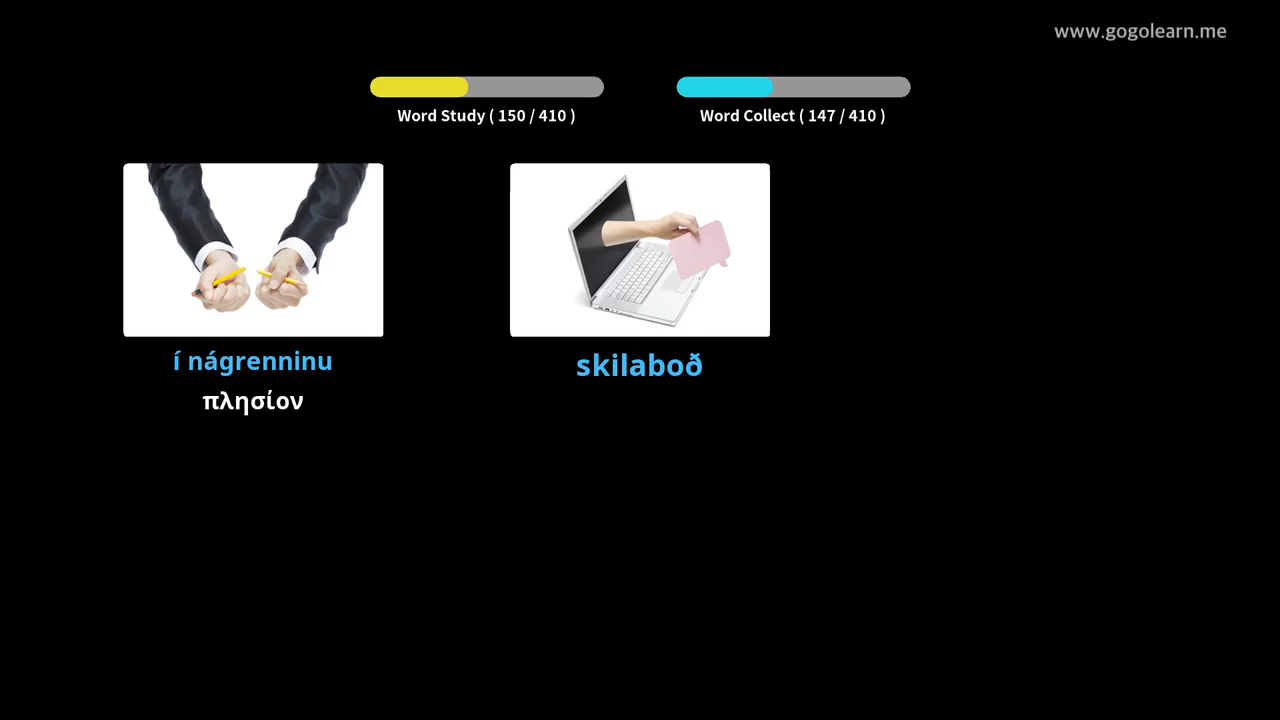 www.gogolearn.me
Word Study ( 150 / 410 )
Word Collect ( 147 / 410 )
í nágrenninu
πλησίον
skilaboð